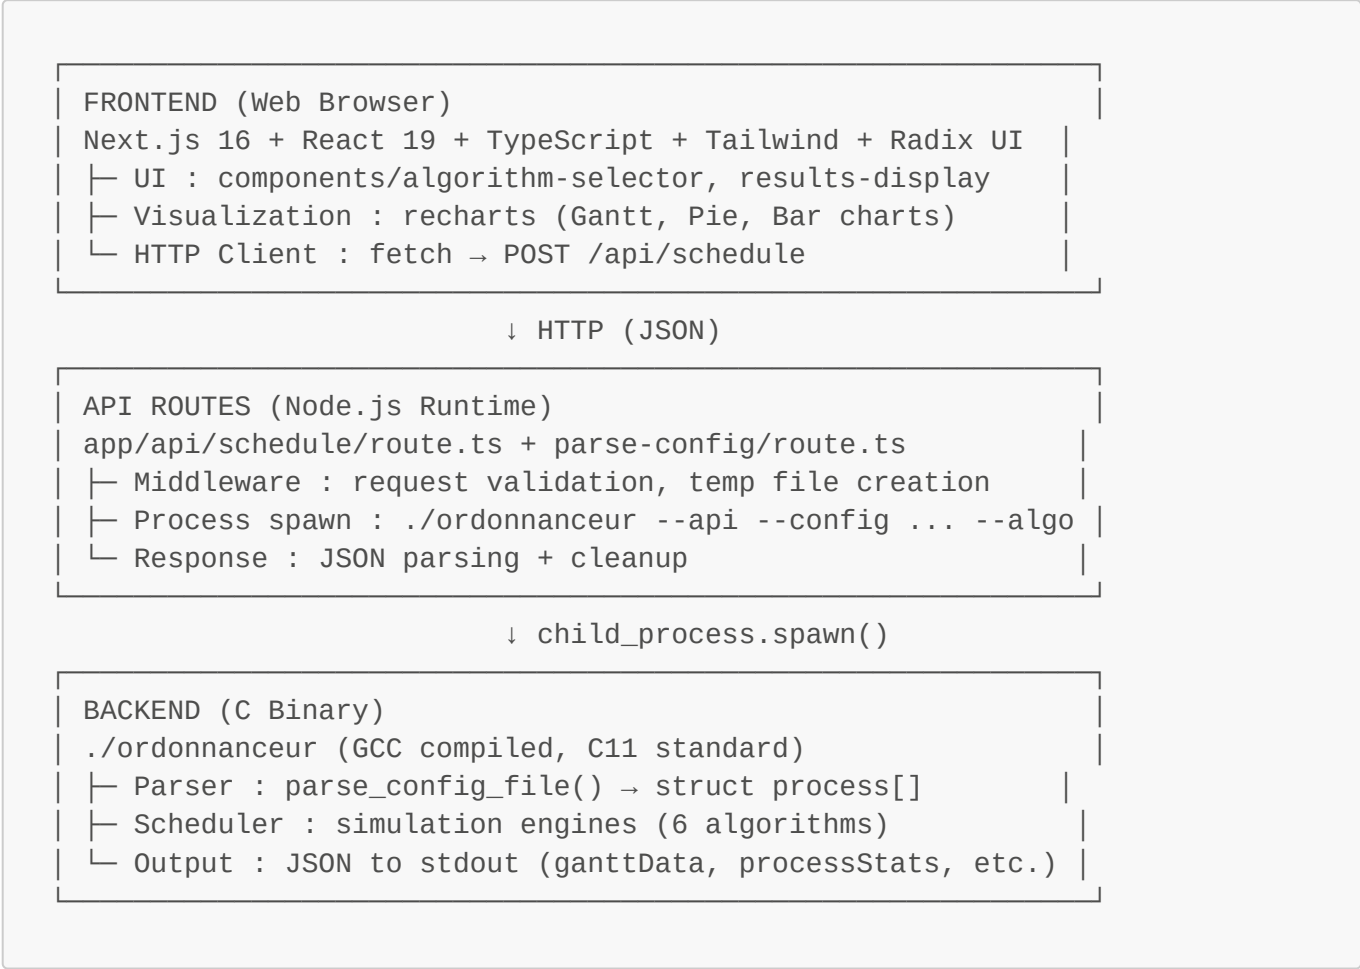 FRONTEND (Web Browser)
Next.js 16 + React 19 + TypeScript + Tailwind + Radix UI
├─ UI : components/algorithm-selector, results-display
├─ Visualization : recharts (Gantt, Pie, Bar charts)
└─ HTTP Client : fetch → POST /api/schedule
↓ HTTP (JSON)
API ROUTES (Node.js Runtime)
app/api/schedule/route.ts + parse-config/route.ts
├─ Middleware : request validation, temp file creation
├─ Process spawn : ./ordonnanceur --api --config ... --algo
└─ Response : JSON parsing + cleanup
↓ child_process.spawn()
BACKEND (C Binary)
./ordonnanceur (GCC compiled, C11 standard)
├─ Parser : parse_config_file() → struct process[]
├─ Scheduler : simulation engines (6 algorithms)
└─ Output : JSON to stdout (ganttData, processStats, etc.)